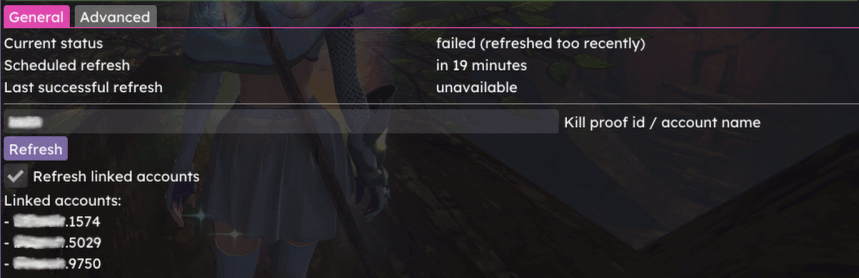 General Advanced
Current status failed (refreshed too recently)
Scheduled refresh in 19 minutes
Last successful refresh unavailable
Kill proof id / account name
Refresh
Refresh linked accounts
Linked accounts:
- .1574
- .5029
- .9750